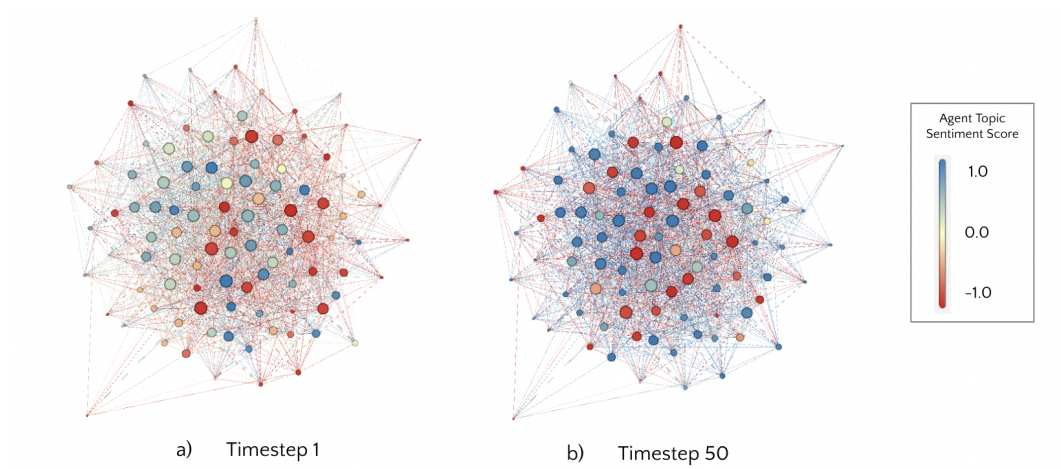 Agent Topic
Sentiment Score
1.0
0.0
-1.0
a) Timestep 1
b) Timestep 50